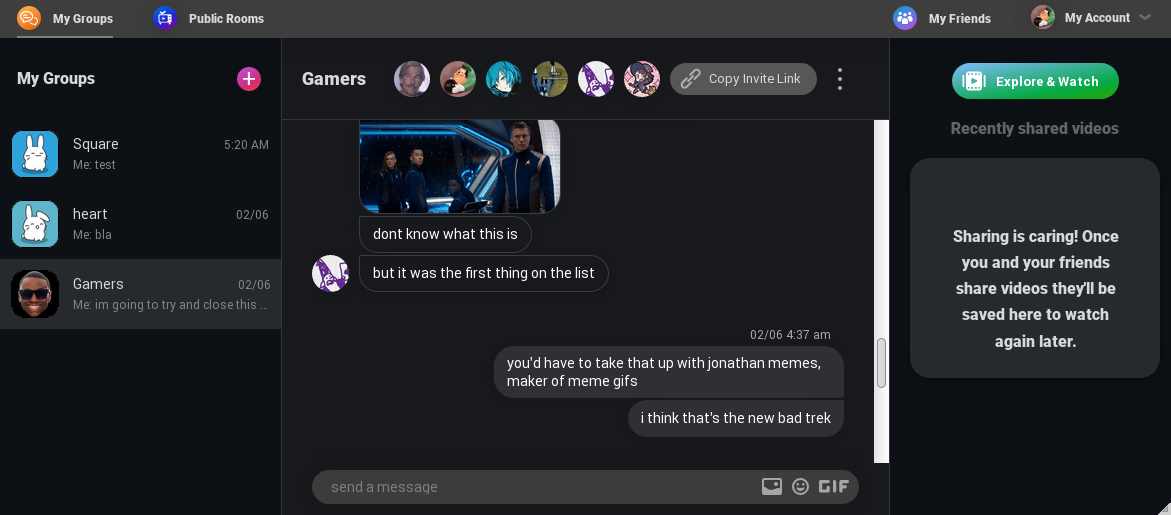 My Groups
Public Rooms
My Friends
My Account
My Groups
Square
5:20 AM
Me: test
heart
02/06
Me: bla
Gamers
02/06
Me: im going to try and close this ...
Gamers
Copy Invite Link
dont know what this is
but it was the first thing on the list
02/06 4:37 am
you'd have to take that up with jonathan memes,
maker of meme gifs
i think that's the new bad trek
send a message
GIF
Explore & Watch
Recently shared videos
Sharing is caring! Once
you and your friends
share videos they'll be
saved here to watch
again later.